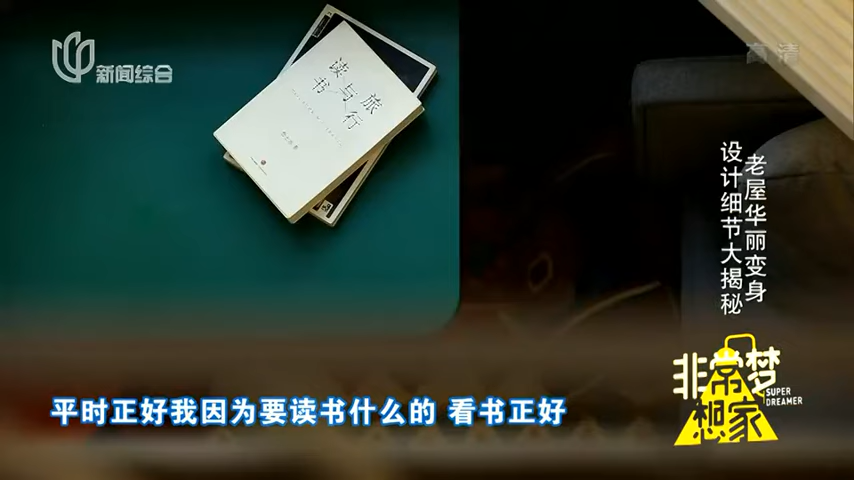 新闻综合
高清
读书与旅行
老屋华丽变身
设计细节大揭秘
非常梦想家
SUPER DREAMER
平时正好我因为要读书什么的 看书正好